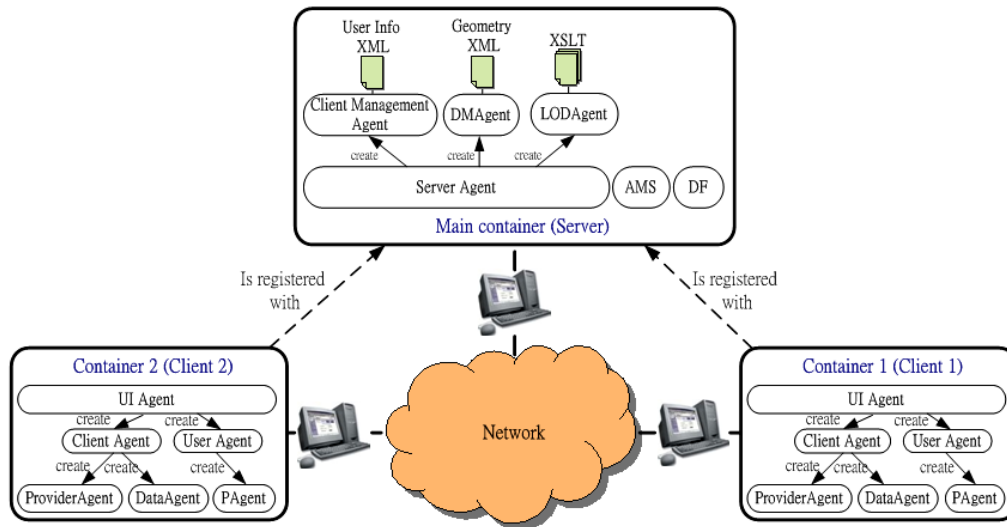 User Info
XML
Geometry
XML
XSLT
Client Management
Agent
DMAgent
LODAgent
create
create
create
Server Agent
AMS
DF
Main container (Server)
Is registered
with
Is registered
with
Container 2 (Client 2)
UI Agent
create
create
Client Agent
User Agent
create
create
create
ProviderAgent
DataAgent
PAgent
Network
Container 1 (Client 1)
UI Agent
create
create
Client Agent
User Agent
create
create
create
ProviderAgent
DataAgent
PAgent